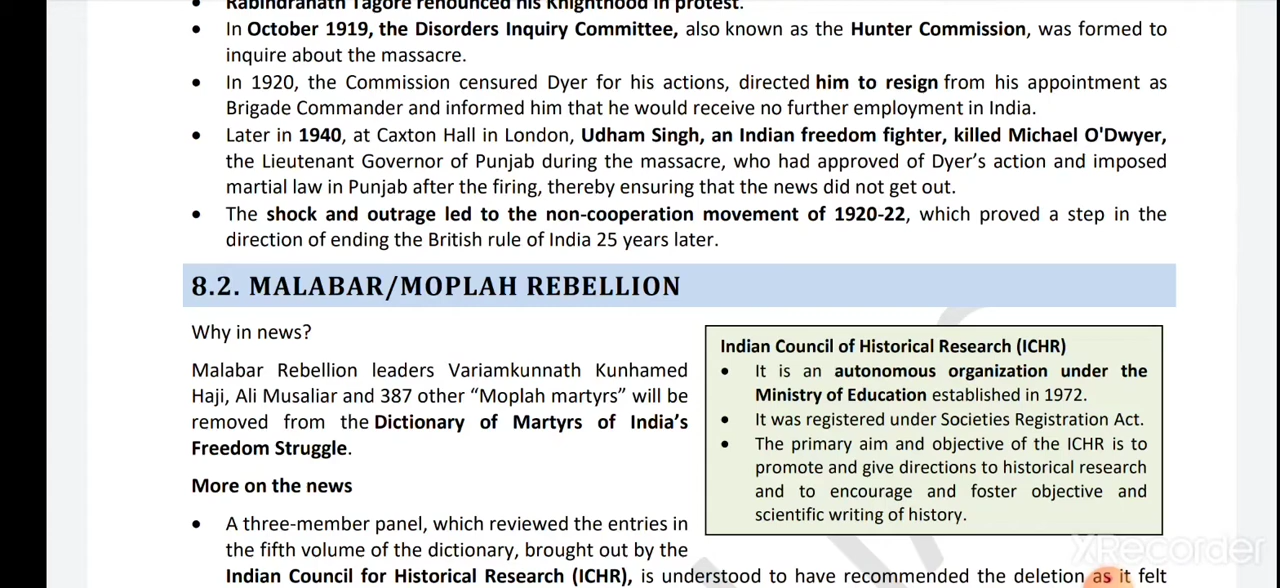 Rabindranath Tagore renounced his Knighthood in protest.
• In October 1919, the Disorders Inquiry Committee, also known as the Hunter Commission, was formed to
inquire about the massacre.
• In 1920, the Commission censured Dyer for his actions, directed him to resign from his appointment as
Brigade Commander and informed him that he would receive no further employment in India.
• Later in 1940, at Caxton Hall in London, Udham Singh, an Indian freedom fighter, killed Michael O'Dwyer,
the Lieutenant Governor of Punjab during the massacre, who had approved of Dyer’s action and imposed
martial law in Punjab after the firing, thereby ensuring that the news did not get out.
• The shock and outrage led to the non-cooperation movement of 1920-22, which proved a step in the
direction of ending the British rule of India 25 years later.
8.2. MALABAR/MOPLAH REBELLION
Why in news?
Malabar Rebellion leaders Variamkunnath Kunhamed
Haji, Ali Musaliar and 387 other “Moplah martyrs” will be
removed from the Dictionary of Martyrs of India’s
Freedom Struggle.
More on the news
• A three-member panel, which reviewed the entries in
the fifth volume of the dictionary, brought out by the
Indian Council for Historical Research (ICHR), is understood to have recommended the deletion as it felt
Indian Council of Historical Research (ICHR)
• It is an autonomous organization under the
Ministry of Education established in 1972.
• It was registered under Societies Registration Act.
• The primary aim and objective of the ICHR is to
promote and give directions to historical research
and to encourage and foster objective and
scientific writing of history.
XRecorder